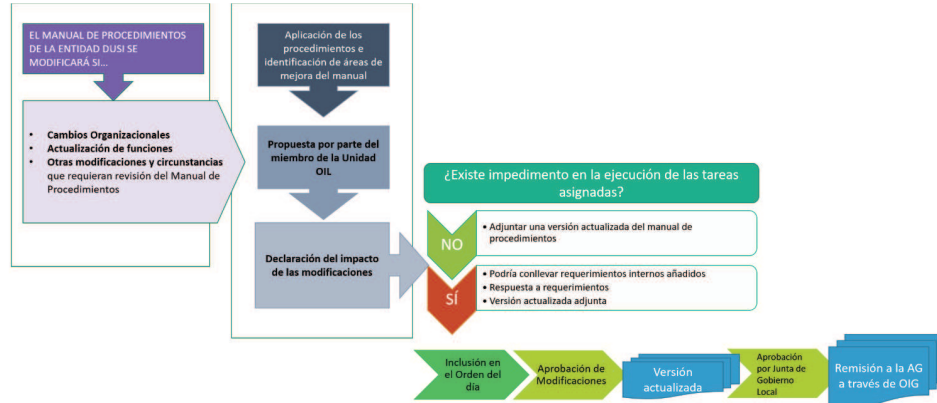 EL MANUAL DE PROCEDIMIENTOS
DE LA ENTIDAD DUSI SE
MODIFICARÁ SI...
• Cambios Organizacionales
• Actualización de funciones
• Otras modificaciones y circunstancias
que requieran revisión del Manual de
Procedimientos
Aplicación de los
procedimientos e
identificación de áreas de
mejora del manual
Propuesta por parte del
miembro de la Unidad
OIL
Declaración del impacto
de las modificaciones
¿Existe impedimento en la ejecución de las tareas
asignadas?
NO
• Adjuntar una versión actualizada del manual de
procedimientos
SÍ
• Podría conllevar requerimientos internos añadidos
• Respuesta a requerimientos
• Versión actualizada adjunta
Inclusión en
el Orden del
día
Aprobación de
Modificaciones
Versión
actualizada
Aprobación
por Junta de
Gobierno
Local
Remisión a la AG
a través de OIG